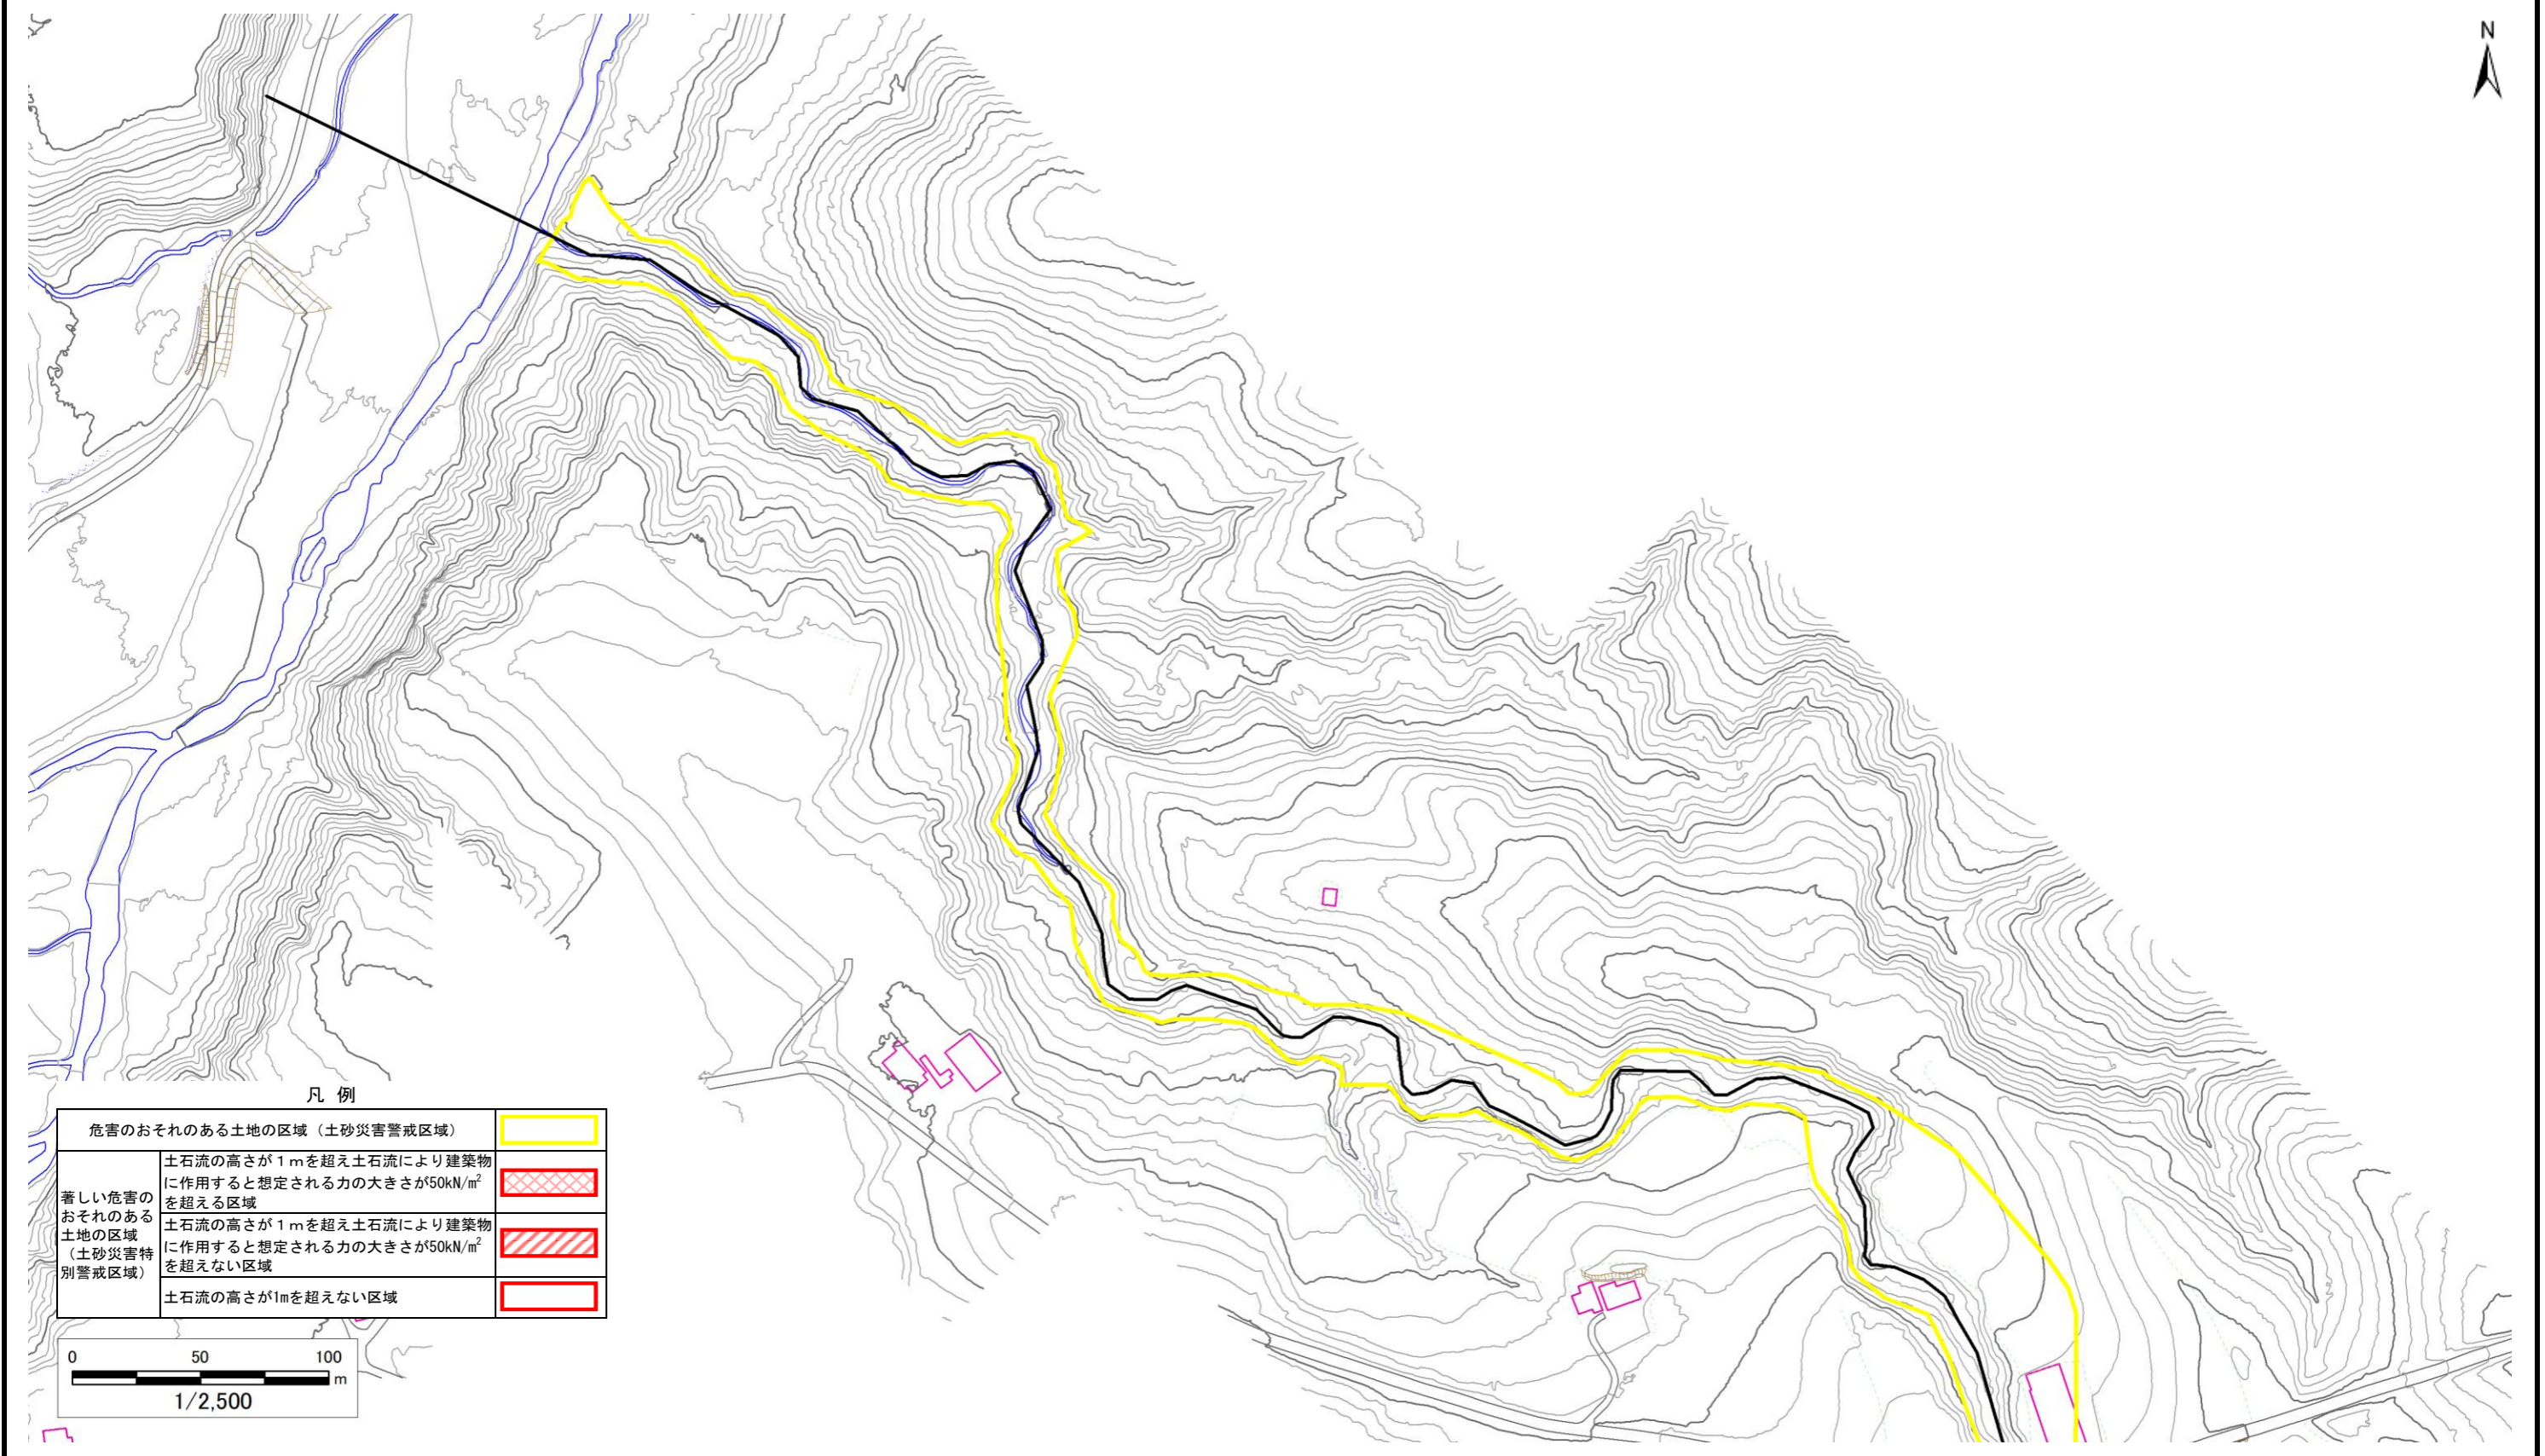 N
凡 例
危害のおそれのある土地の区域（土砂災害警戒区域）
著しい危害の
おそれのある
土地の区域
（土砂災害特
別警戒区域）
土石流の高さが１ｍを超え土石流により建築物
に作用すると想定される力の大きさが50kN/m²
を超える区域
土石流の高さが１ｍを超え土石流により建築物
に作用すると想定される力の大きさが50kN/m²
を超えない区域
土石流の高さが1mを超えない区域
0 50 100
m
1/2,500